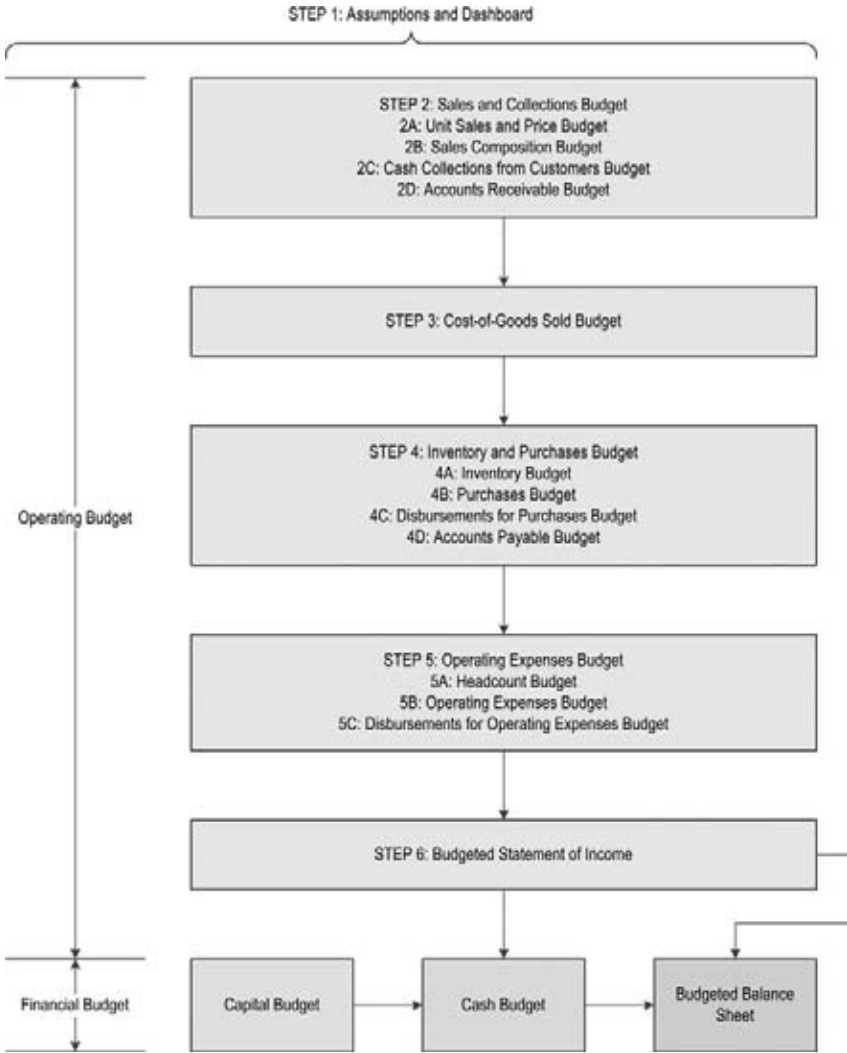 STEP 1: Assumptions and Dashboard
STEP 2: Sales and Collections Budget
2A: Unit Sales and Price Budget
2B: Sales Composition Budget
2C: Cash Collections from Customers Budget
2D: Accounts Receivable Budget
STEP 3: Cost-of-Goods Sold Budget
STEP 4: Inventory and Purchases Budget
4A: Inventory Budget
4B: Purchases Budget
4C: Disbursements for Purchases Budget
4D: Accounts Payable Budget
Operating Budget
STEP 5: Operating Expenses Budget
5A: Headcount Budget
5B: Operating Expenses Budget
5C: Disbursements for Operating Expenses Budget
STEP 6: Budgeted Statement of Income
Financial Budget
Capital Budget
Cash Budget
Budgeted Balance
Sheet